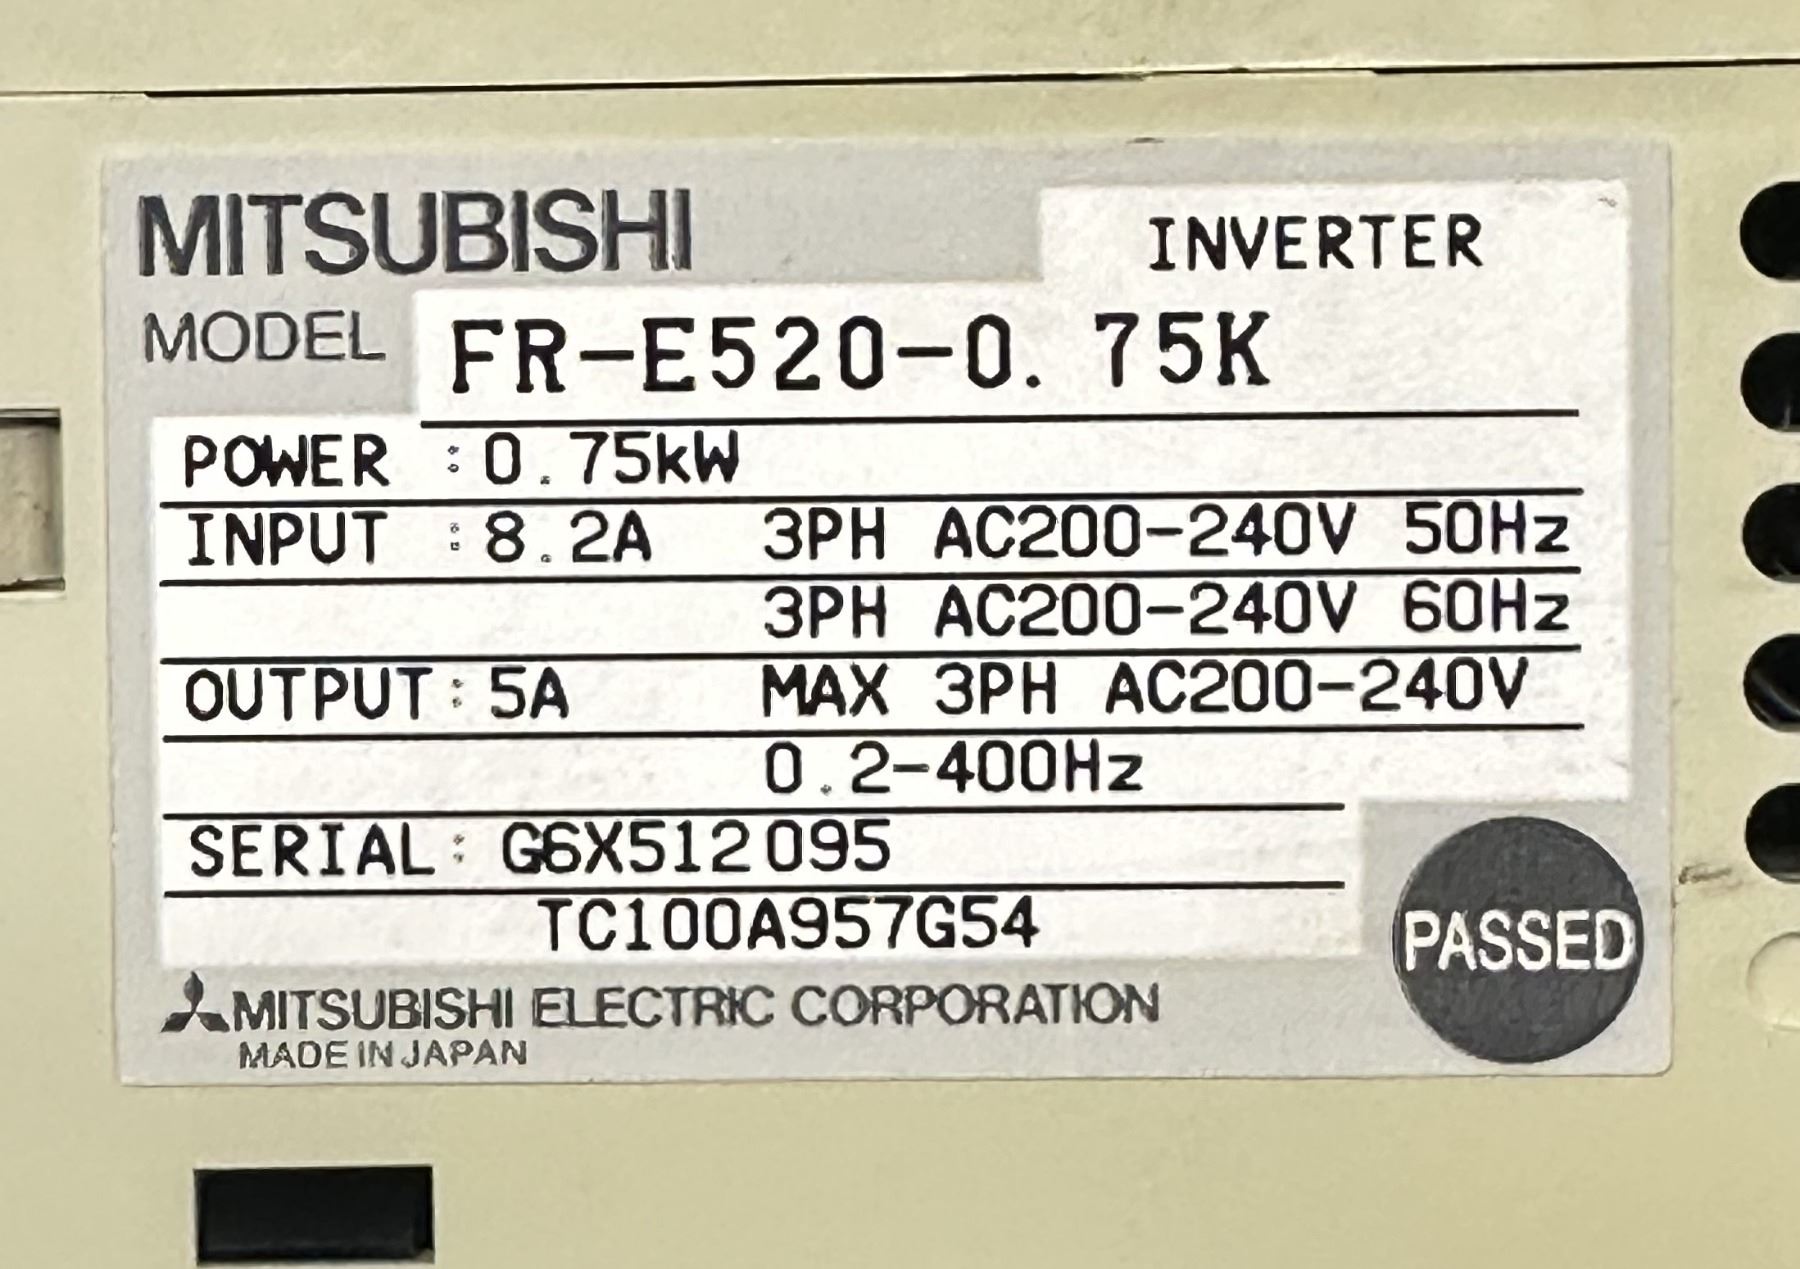 MITSUBISHI INVERTER
MODEL FR-E520-0.75K
POWER :0.75kW
INPUT :8.2A 3PH AC200-240V 50Hz
3PH AC200-240V 60Hz
OUTPUT:5A MAX 3PH AC200-240V
0.2-400Hz
SERIAL:G6X512095
TC100A957G54
PASSED
MITSUBISHI ELECTRIC CORPORATION
MADE IN JAPAN